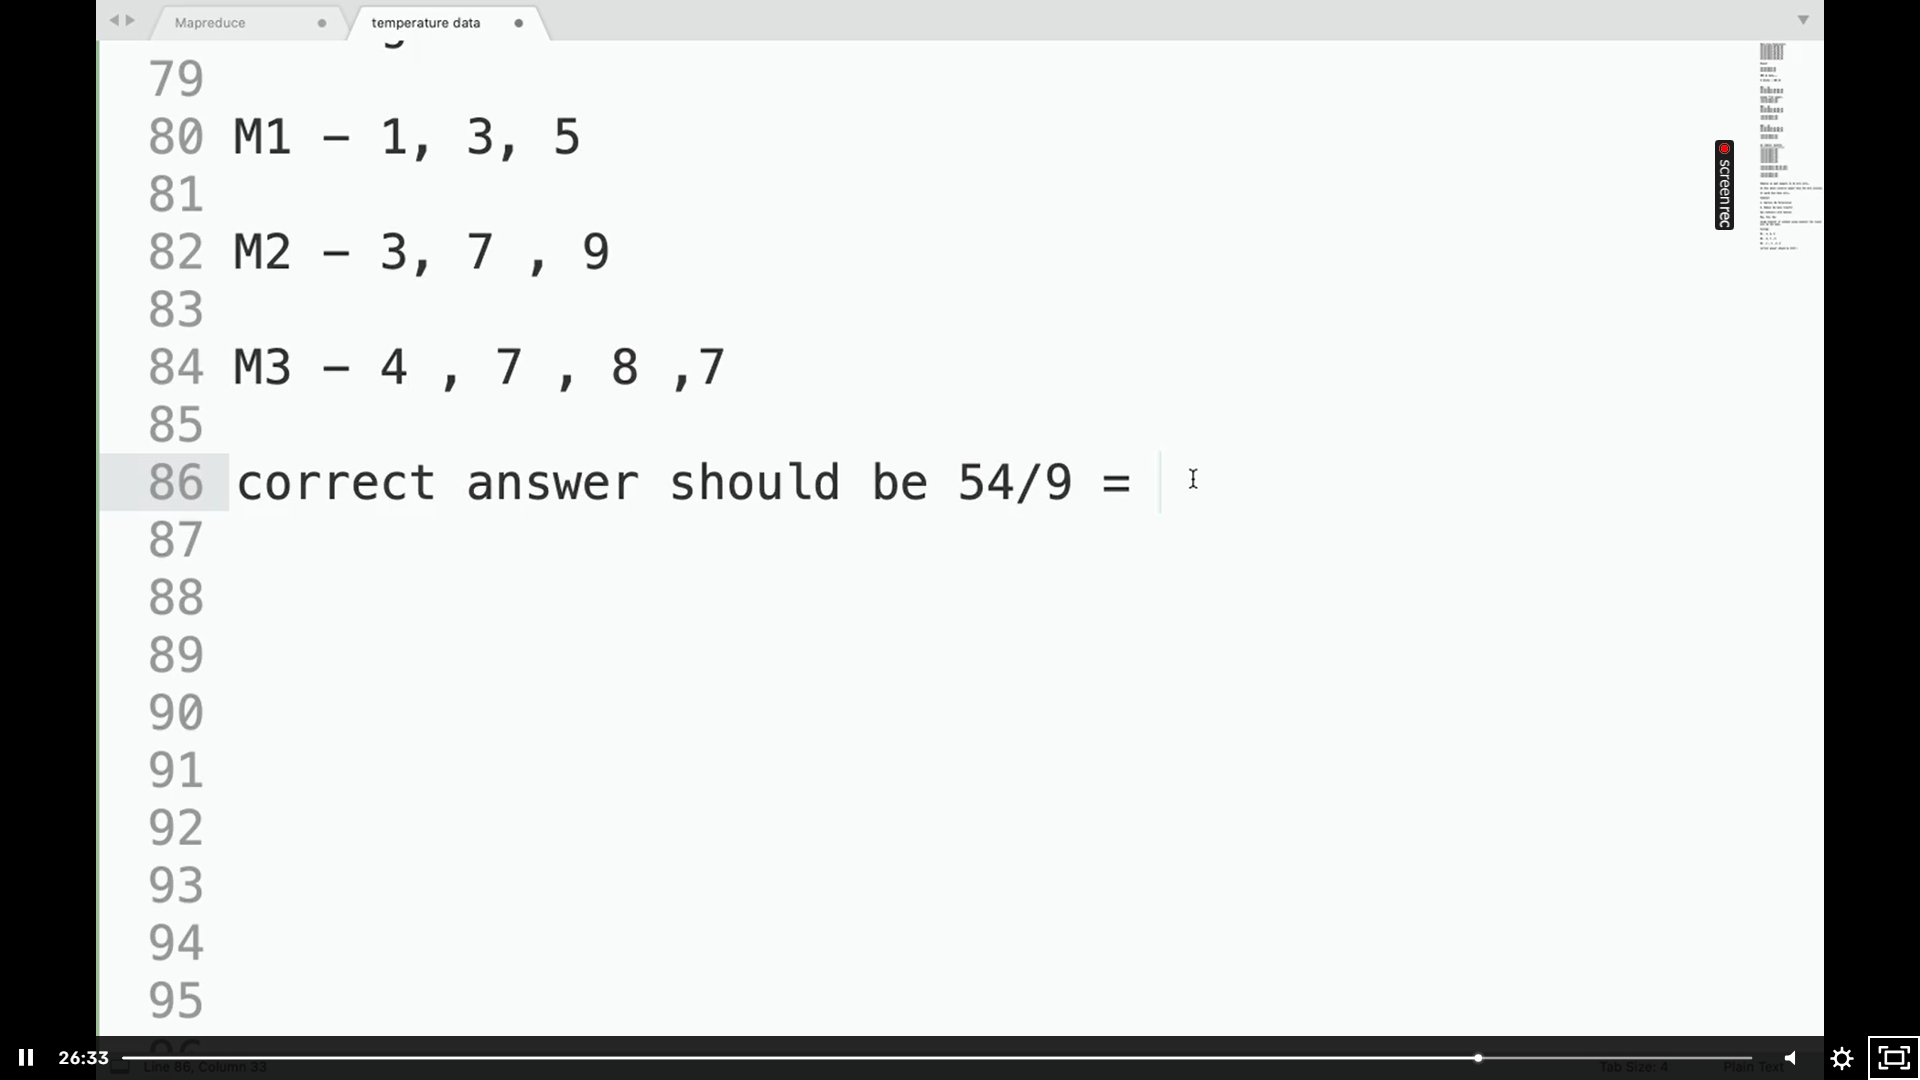 Mapreduce
temperature data
79
80 M1 – 1, 3, 5
81
82 M2 – 3, 7 , 9
83
84 M3 – 4 , 7 , 8 ,7
85
86 correct answer should be 54/9 =
87
88
89
90
91
92
93
94
95
96
screenrec
26:33
Line 86, Column 33
Tab Size: 4
Plain Text